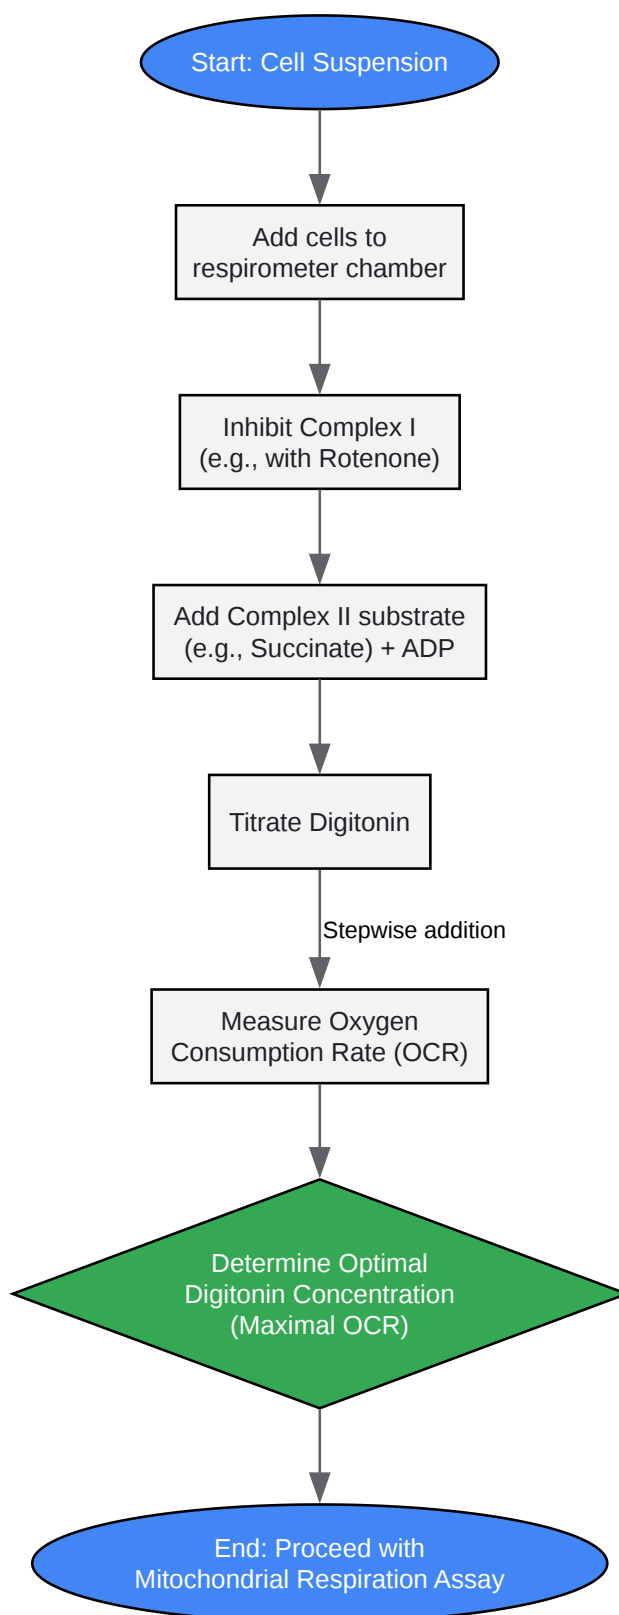 Start: Cell Suspension
Add cells to
respirometer chamber
Inhibit Complex I
(e.g., with Rotenone)
Add Complex II substrate
(e.g., Succinate) + ADP
Titrate Digitonin
Stepwise addition
Measure Oxygen
Consumption Rate (OCR)
Determine Optimal
Digitonin Concentration
(Maximal OCR)
End: Proceed with
Mitochondrial Respiration Assay